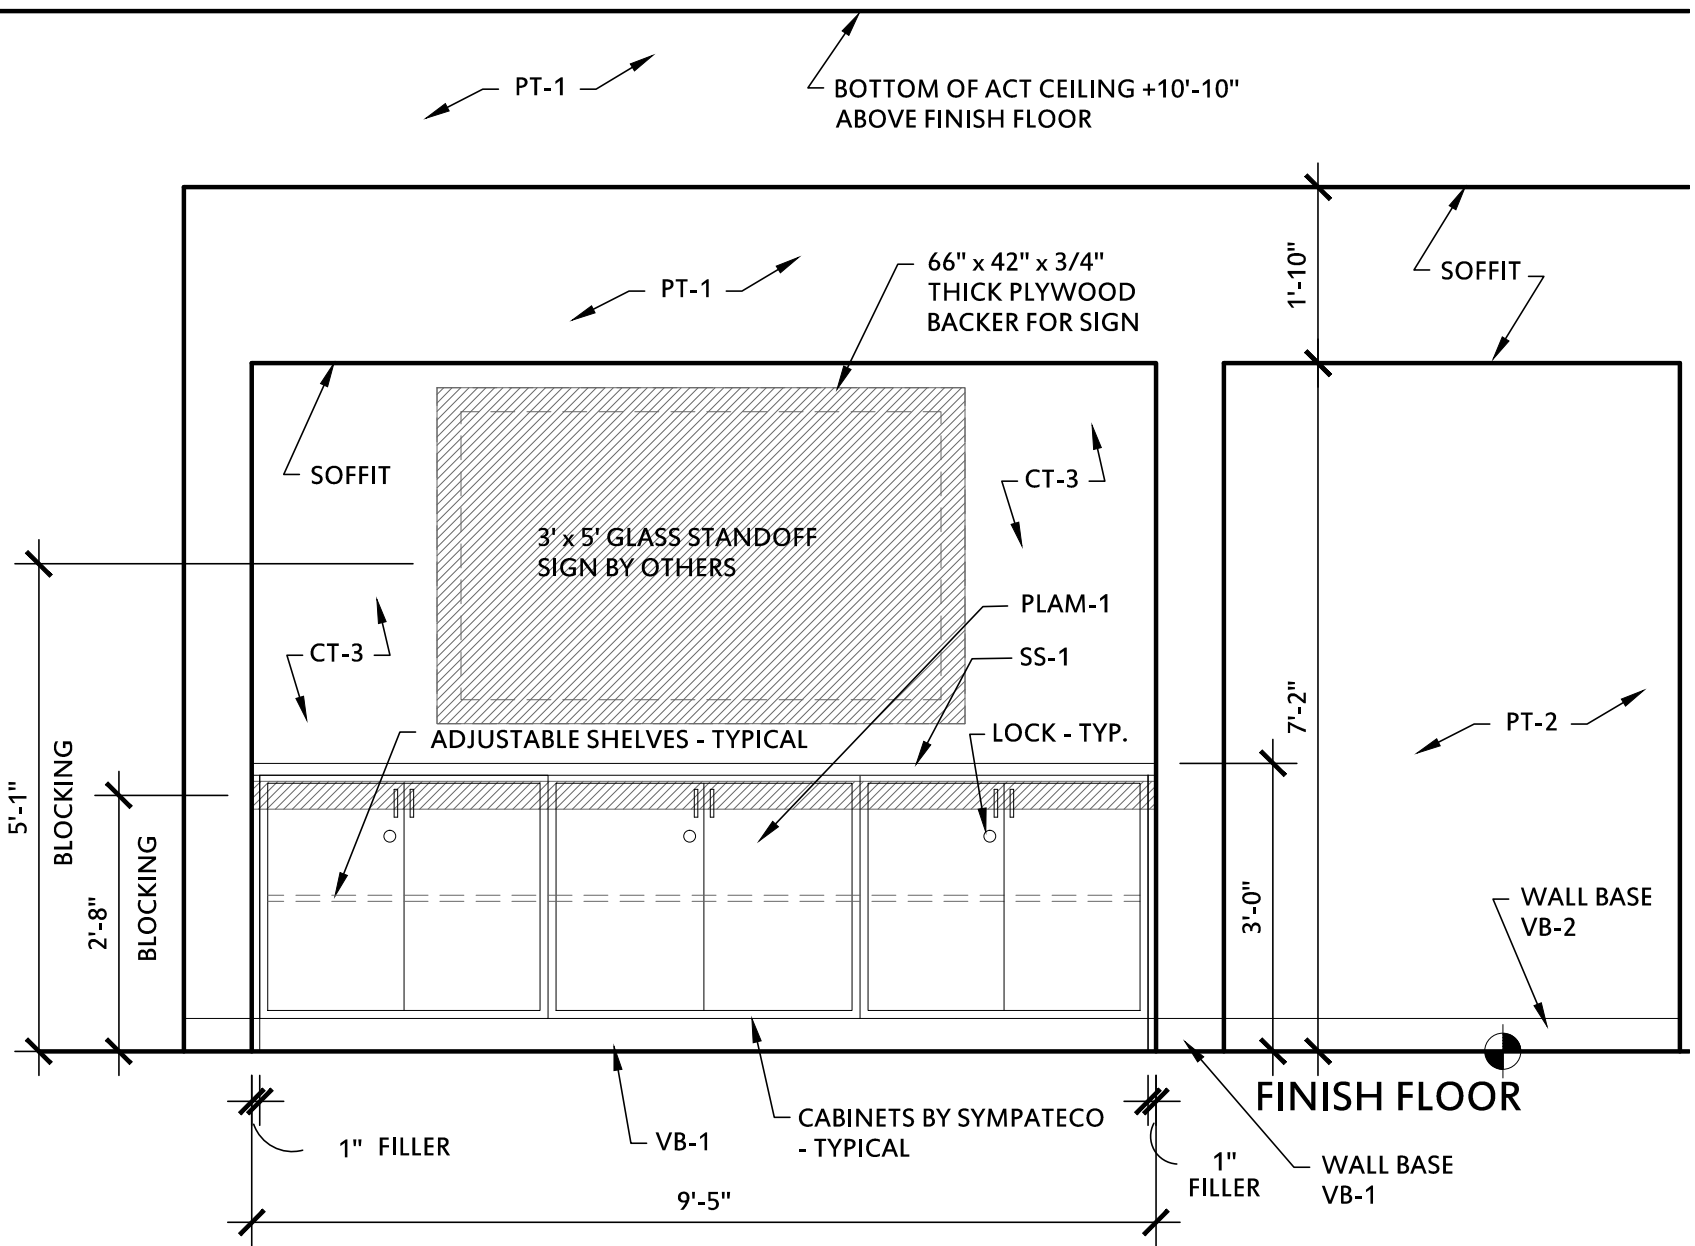 PT-1
BOTTOM OF ACT CEILING +10'-10"
ABOVE FINISH FLOOR
66" x 42" x 3/4"
THICK PLYWOOD
BACKER FOR SIGN
PT-1
1'-10"
SOFFIT
SOFFIT
CT-3
3' x 5' GLASS STANDOFF
SIGN BY OTHERS
PLAM-1
CT-3
SS-1
7'-2"
PT-2
ADJUSTABLE SHELVES - TYPICAL
LOCK - TYP.
5'-1"
BLOCKING
2'-8"
BLOCKING
3'-0"
WALL BASE
VB-2
FINISH FLOOR
1" FILLER
VB-1
CABINETS BY SYMPATECO
- TYPICAL
1"
FILLER
WALL BASE
VB-1
9'-5"